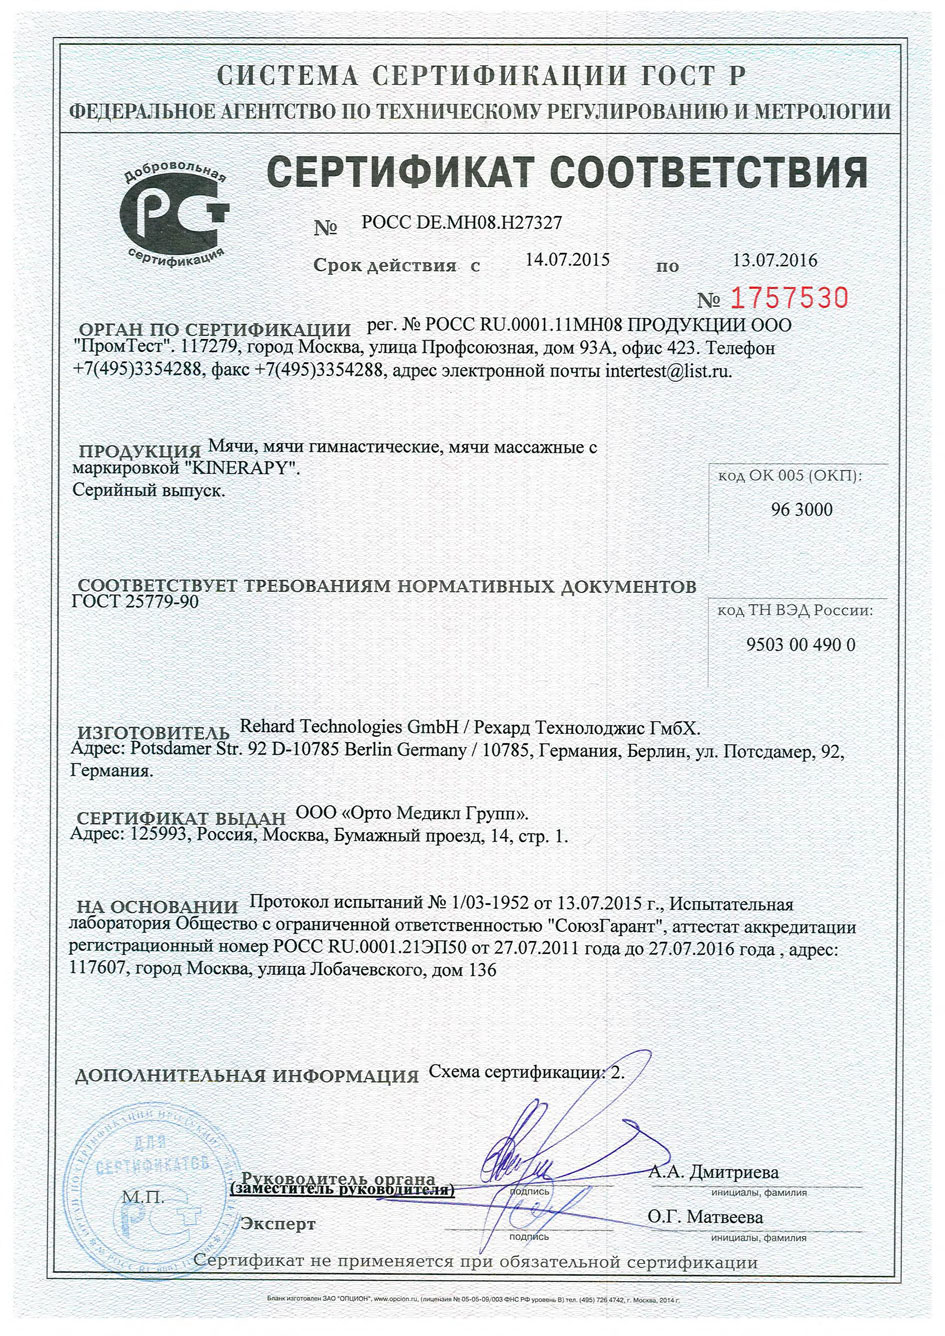 СИСТЕМА СЕРТИФИКАЦИИ ГОСТ Р
ФЕДЕРАЛЬНОЕ АГЕНТСТВО ПО ТЕХНИЧЕСКОМУ РЕГУЛИРОВАНИЮ И МЕТРОЛОГИИ
Добровольная
сертификация
СЕРТИФИКАТ СООТВЕТСТВИЯ
№ РОСС DE.МН08.Н27327
Срок действия с 14.07.2015 по 13.07.2016
№ 1757530
ОРГАН ПО СЕРТИФИКАЦИИ рег. № РОСС RU.0001.11МН08 ПРОДУКЦИИ ООО
"ПромТест". 117279, город Москва, улица Профсоюзная, дом 93А, офис 423. Телефон
+7(495)3354288, факс +7(495)3354288, адрес электронной почты intertest@list.ru.
ПРОДУКЦИЯ Мячи, мячи гимнастические, мячи массажные с
маркировкой "KINERAPY".
Серийный выпуск.
код ОК 005 (ОКП):
96 3000
СООТВЕТСТВУЕТ ТРЕБОВАНИЯМ НОРМАТИВНЫХ ДОКУМЕНТОВ
ГОСТ 25779-90
код ТН ВЭД России:
9503 00 490 0
ИЗГОТОВИТЕЛЬ Rehard Technologies GmbH / Рехард Технолоджис ГмбХ.
Адрес: Potsdamer Str. 92 D-10785 Berlin Germany / 10785, Германия, Берлин, ул. Потсдамер, 92,
Германия.
СЕРТИФИКАТ ВЫДАН ООО «Орто Медикл Групп».
Адрес: 125993, Россия, Москва, Бумажный проезд, 14, стр. 1.
НА ОСНОВАНИИ Протокол испытаний № 1/03-1952 от 13.07.2015 г., Испытательная
лаборатория Общество с ограниченной ответственностью "СоюзГарант", аттестат аккредитации
регистрационный номер РОСС RU.0001.21ЭП50 от 27.07.2011 года до 27.07.2016 года , адрес:
117607, город Москва, улица Лобачевского, дом 136
ДОПОЛНИТЕЛЬНАЯ ИНФОРМАЦИЯ Схема сертификации: 2.
ДЛЯ
СЕРТИФИКАТОВ
М.П.
Руководитель органа
(заместитель руководителя)
подпись
А.А. Дмитриева
инициалы, фамилия
Эксперт
подпись
О.Г. Матвеева
инициалы, фамилия
Сертификат не применяется при обязательной сертификации
Бланк изготовлен ЗАО "ОПЦИОН", www.opcion.ru, (лицензия № 05-05-09/003 ФНС РФ уровень В) тел. (495) 726 4742, г. Москва, 2014 г.